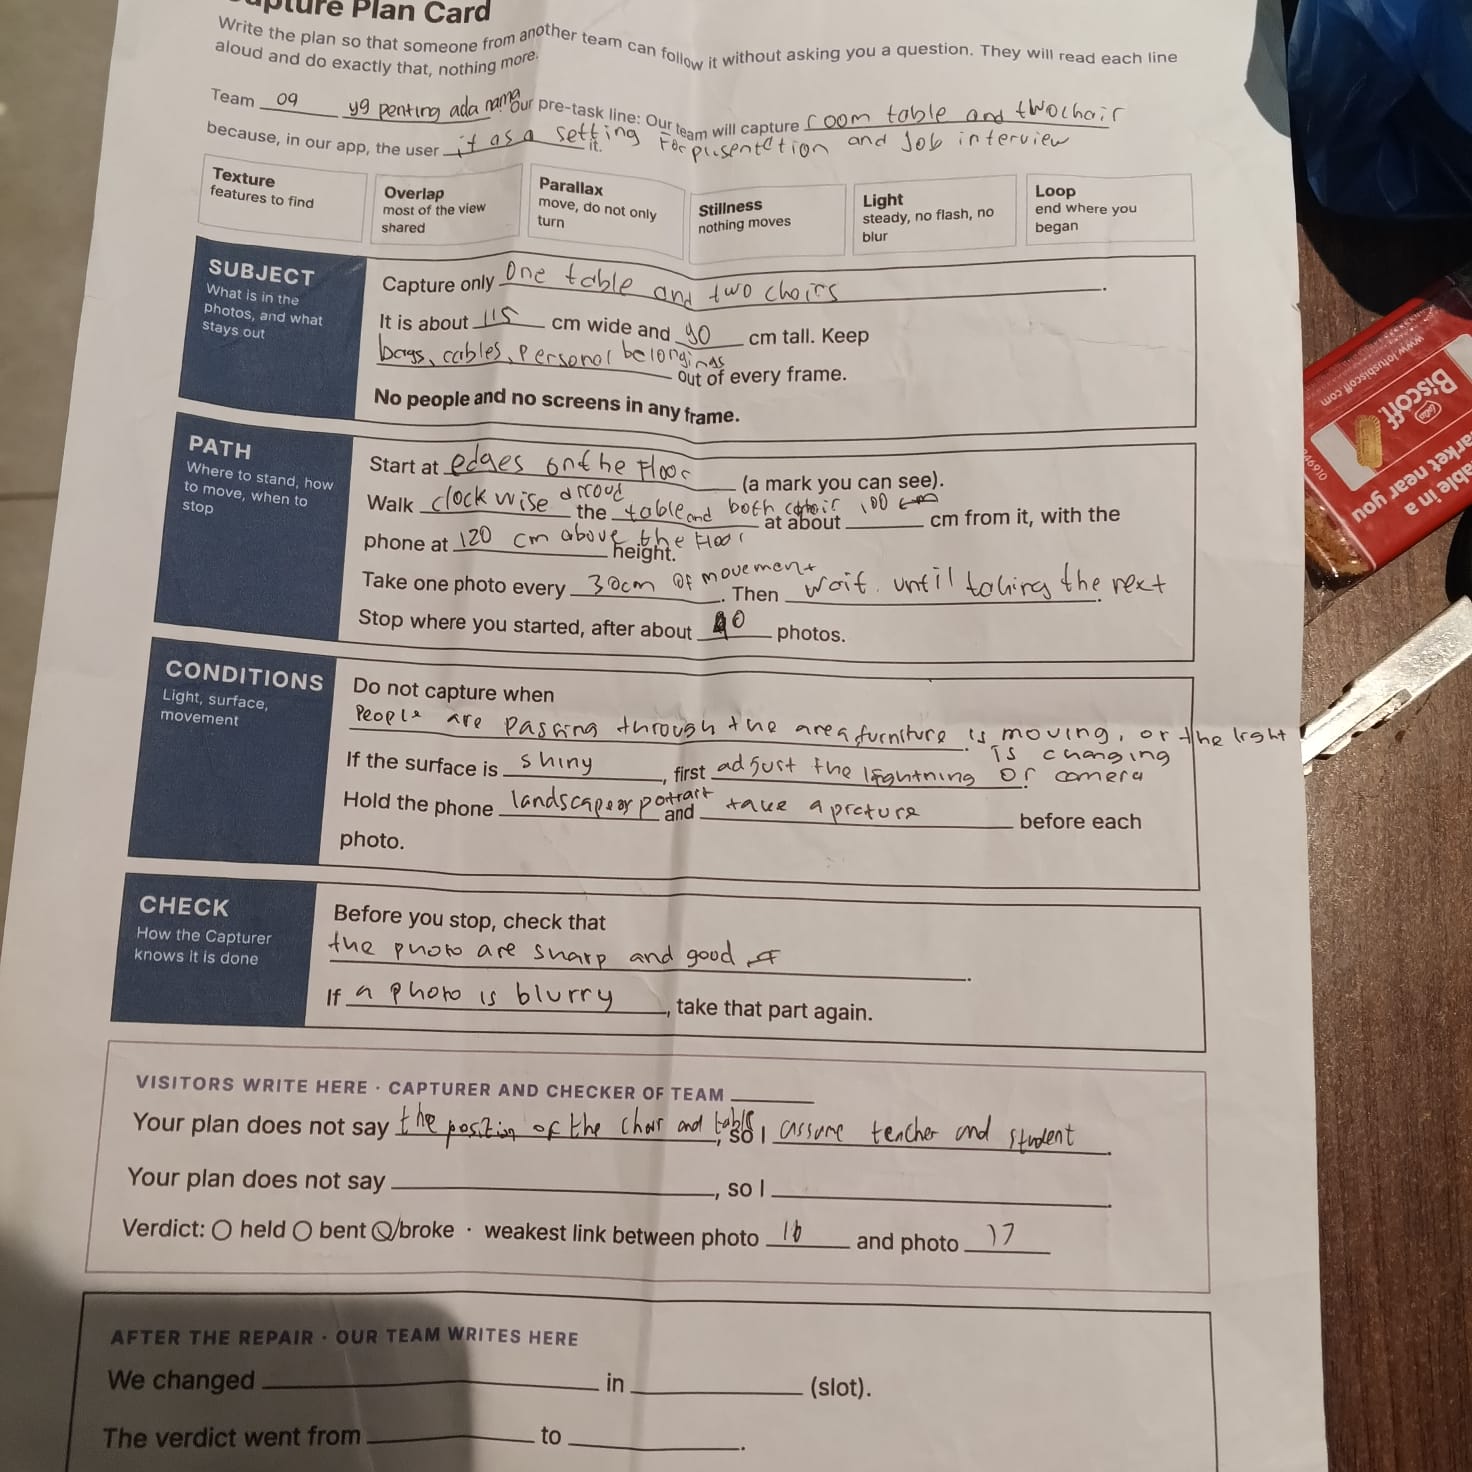 Capture Plan Card
Write the plan so that someone from another team can follow it without asking you a question. They will read each line
aloud and do exactly that, nothing more.
Team 09 yg penting ada nama Our pre-task line: Our team will capture room table and two chair
because, in our app, the user it as a setting it. For presentation and Job interview
Texture
features to find
Overlap
most of the view
shared
Parallax
move, do not only
turn
Stillness
nothing moves
Light
steady, no flash, no
blur
Loop
end where you
began
SUBJECT
What is in the
photos, and what
stays out
Capture only One table and two chairs.
It is about 115 cm wide and 90 cm tall. Keep
bags, cables, Personal belongings out of every frame.
No people and no screens in any frame.
PATH
Where to stand, how
to move, when to
stop
Start at edges on the Floor (a mark you can see).
Walk clock wise arroud the table and both chair at about 100 cm cm from it, with the
phone at 120 cm above the Floor height.
Take one photo every 30cm of movement. Then wait until taking the next.
Stop where you started, after about photos.
CONDITIONS
Light, surface,
movement
Do not capture when
People are passing through the area furniture is moving, or the light
is changing.
If the surface is shiny, first adjust the lightning or camera.
Hold the phone landscape or potrait and take a picture before each
photo.
CHECK
How the Capturer
knows it is done
Before you stop, check that
the photo are sharp and good.
If a photo is blurry, take that part again.
VISITORS WRITE HERE · CAPTURER AND CHECKER OF TEAM
Your plan does not say the position of the chair and table, so I assume teacher and student.
Your plan does not say , so I .
Verdict: held bent broke · weakest link between photo 16 and photo 17
AFTER THE REPAIR · OUR TEAM WRITES HERE
We changed in (slot).
The verdict went from to .
www.lotusbiscoff.com
Biscoff
able in a
arket near you